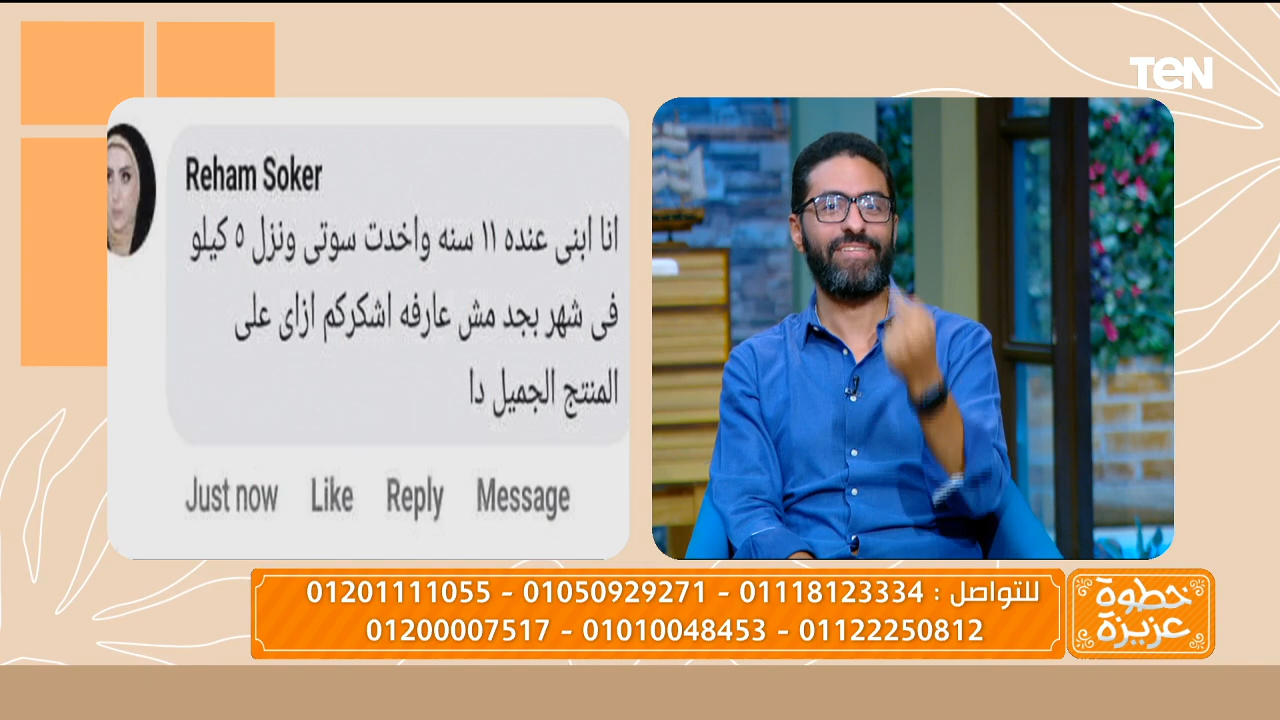 TEN
Reham Soker
انا ابنى عنده ١١ سنه واخدت سوتى ونزل ٥ كيلو
فى شهر بجد مش عارفه اشكركم ازاى على
المنتج الجميل دا
Just now Like Reply Message
للتواصل : 01118123334 - 01050929271 - 01201111055
01122250812 - 01010048453 - 01200007517
خطوة
عزيزة